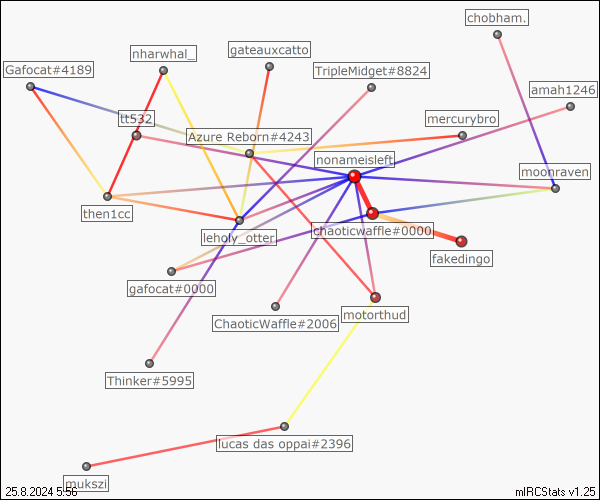 chobham.
nharwhal_
gateauxcatto
Gafocat#4189
TripleMidget#8824
amah1246
tt532
mercurybro
Azure Reborn#4243
nonameisleft
moonraven
then1cc
leholy_otter
chaoticwaffle#0000
fakedingo
gafocat#0000
ChaoticWaffle#2006
motorthud
Thinker#5995
lucas das oppai#2396
mukszi
25.8.2024 5:56
mIRCStats v1.25